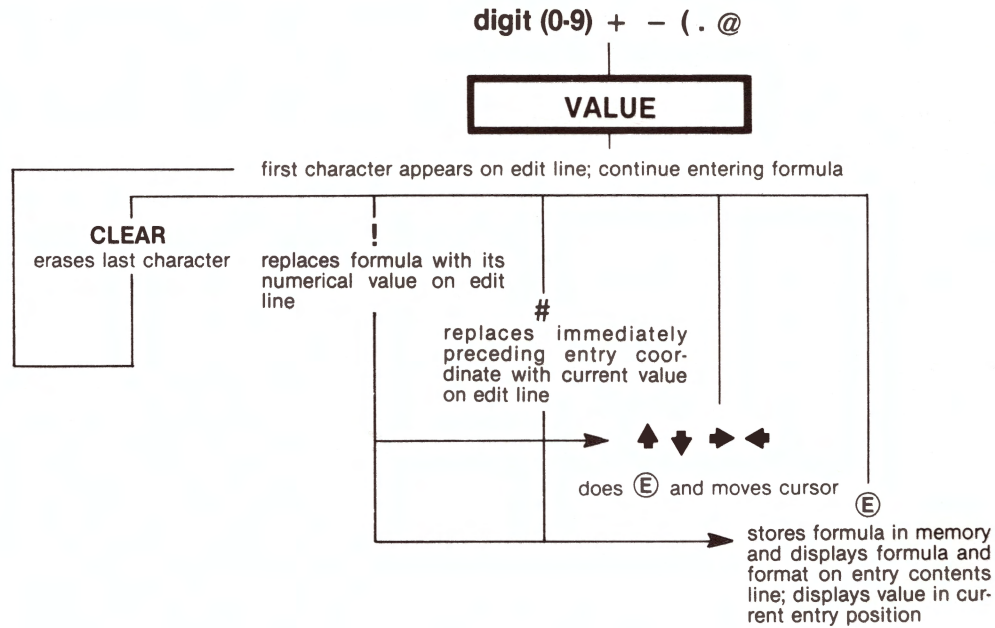 digit (0-9) + – ( . @
VALUE
first character appears on edit line; continue entering formula
CLEAR
erases last character
!
replaces formula with its
numerical value on edit
line
#
replaces immediately
preceding entry coor-
dinate with current value
on edit line
does Ⓔ and moves cursor
Ⓔ
stores formula in memory
and displays formula and
format on entry contents
line; displays value in cur-
rent entry position